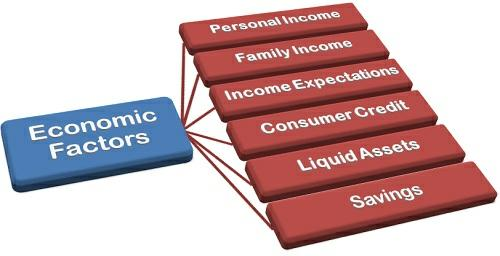 Economic
Factors
Personal Income
Family Income
Income Expectations
Consumer Credit
Liquid Assets
Savings